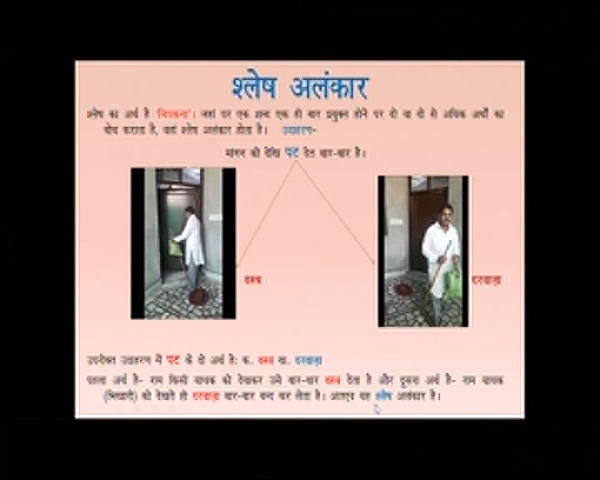 श्लेष अलंकार
श्लेष का अर्थ है 'चिपकना'। जहां पर एक शब्द एक ही बार प्रयुक्त होने पर दो या दो से अधिक अर्थों का
बोध कराता है, वहां श्लेष अलंकार होता है। उदाहरण-
मांगन को देखि पट देत बार-बार है।
वस्त्र
दरवाज़ा
उपरोक्त उदाहरण में पट के दो अर्थ है: क. वस्त्र ख. दरवाज़ा
पहला अर्थ है- राम किसी याचक को देखकर उसे बार-बार वस्त्र देता है और दूसरा अर्थ है- राम याचक
(भिखारी) को देखते ही दरवाज़ा बार-बार बन्द कर लेता है। अतएव यह श्लेष अलंकार है।